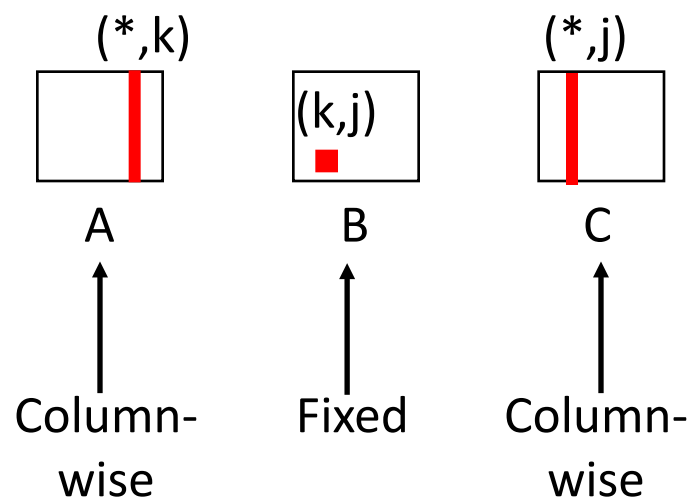 (*,k)
(*,j)
(k,j)
A
B
C
Column-
wise
Fixed
Column-
wise